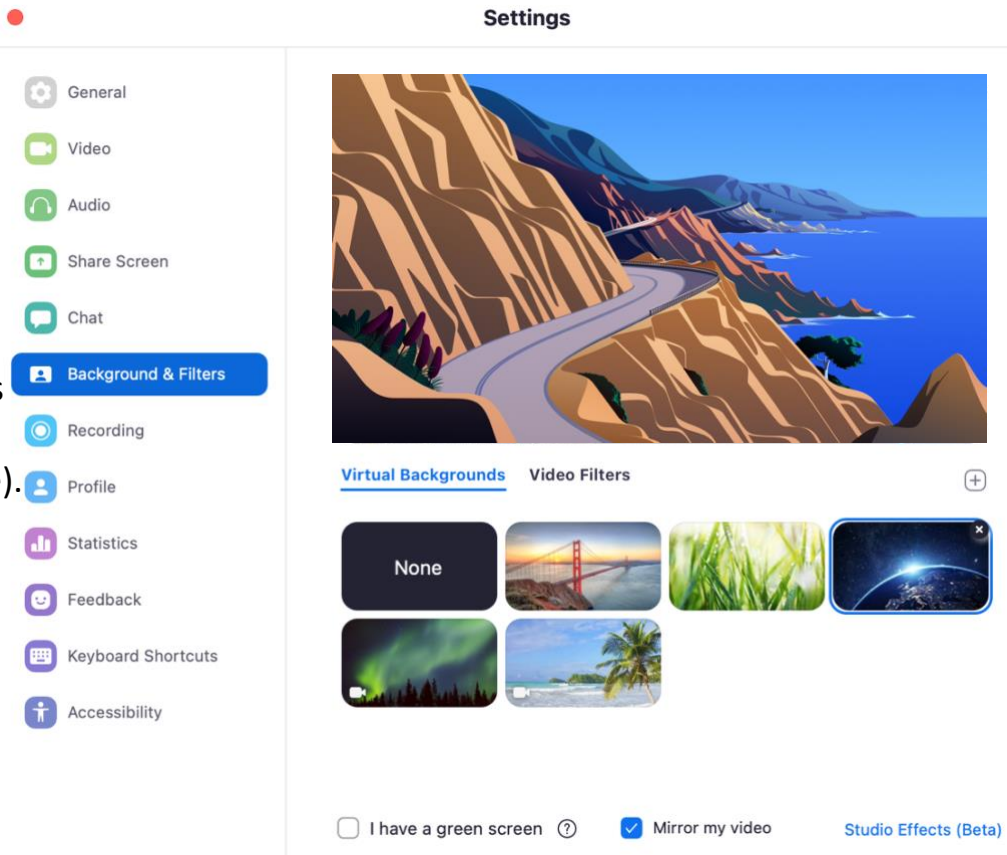 Settings
General
Video
Audio
Share Screen
Chat
s
Background & Filters
Recording
).
Profile
Statistics
Feedback
Keyboard Shortcuts
Accessibility
Virtual Backgrounds
Video Filters
None
I have a green screen
?
Mirror my video
Studio Effects (Beta)